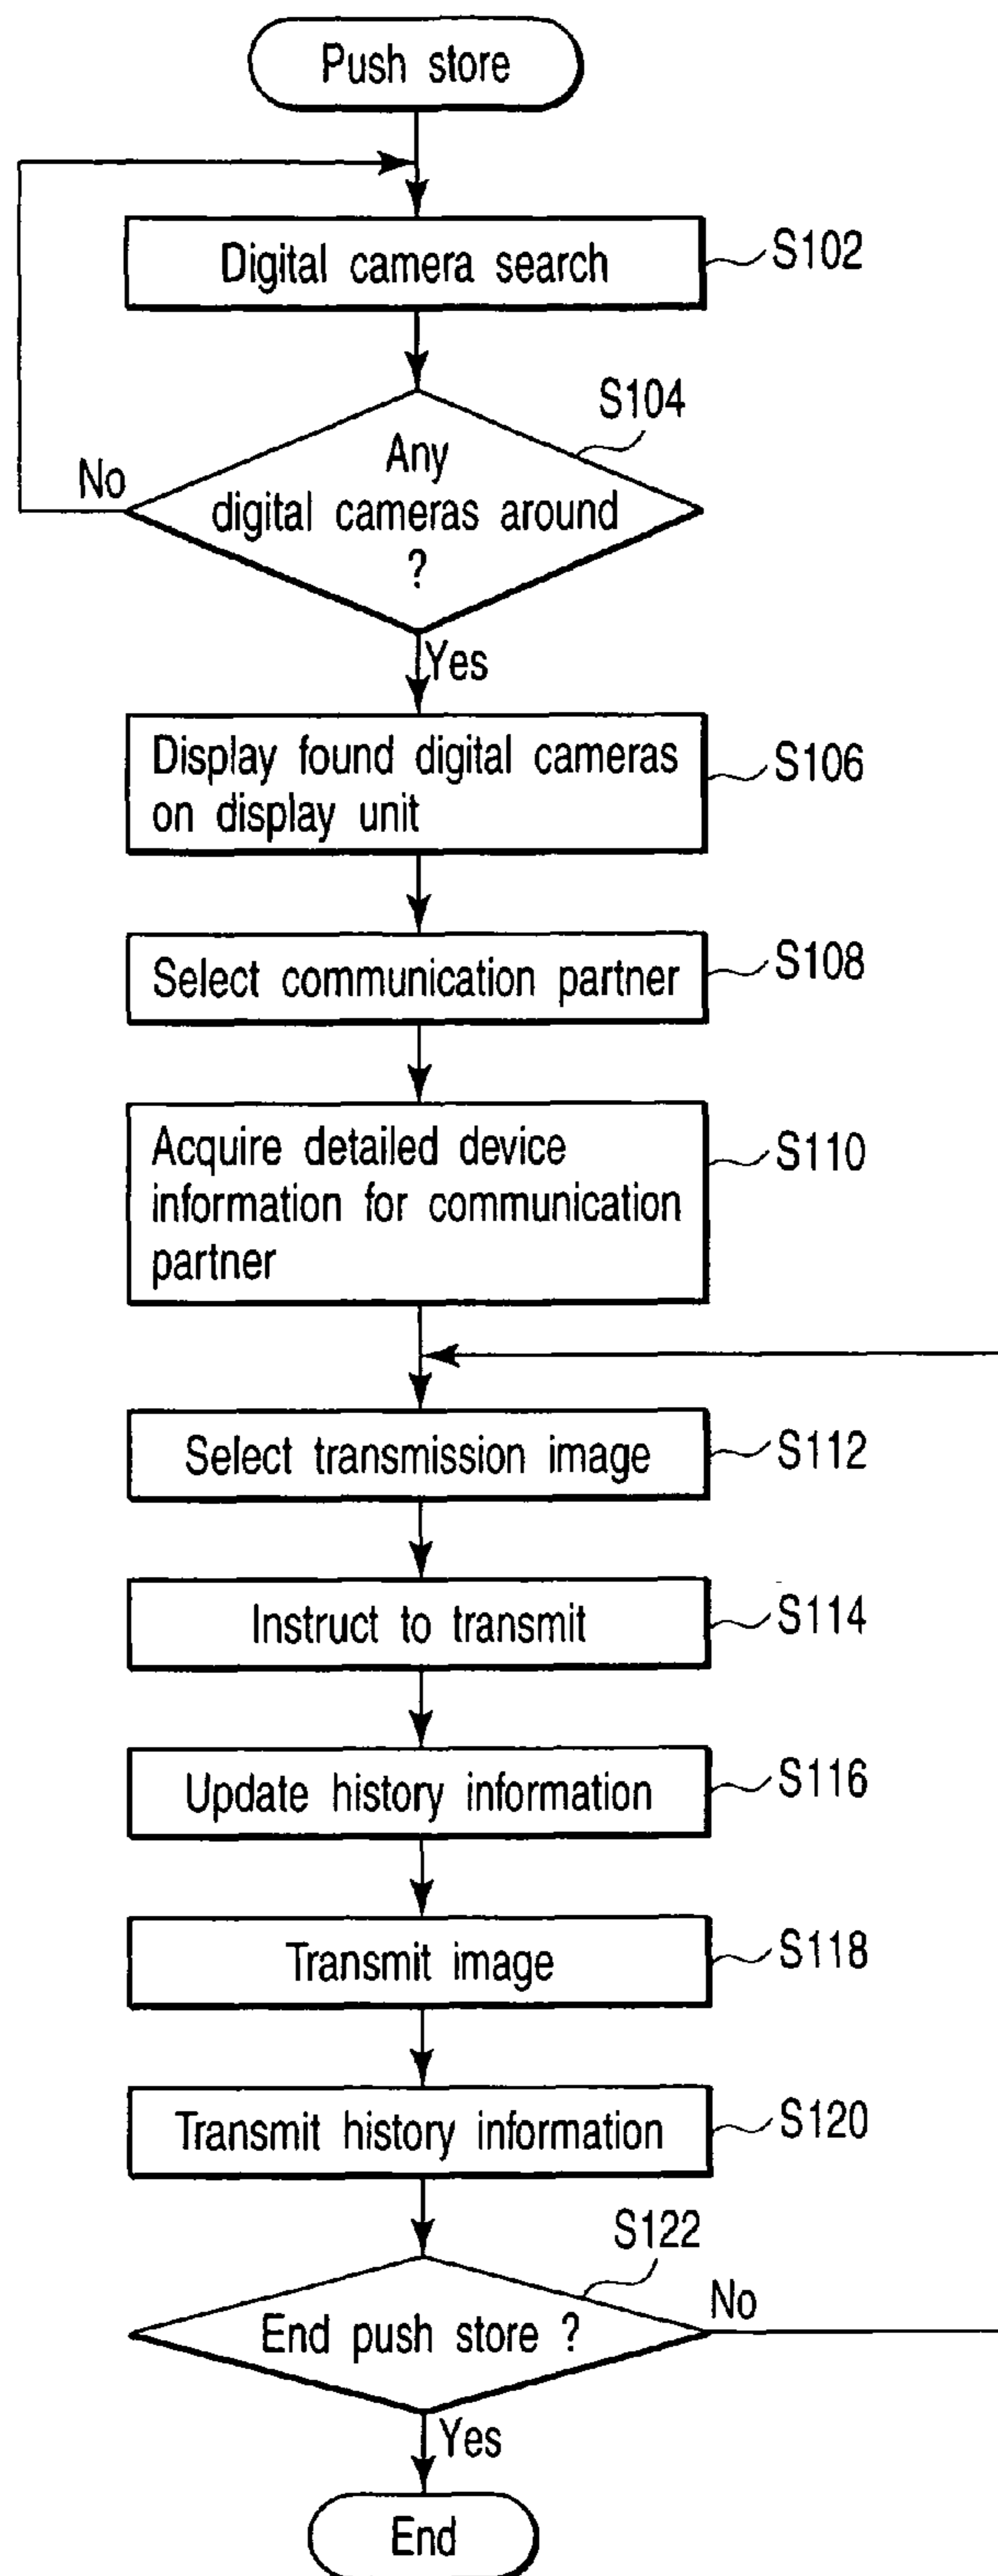 Push store
Digital camera search
S102
S104
Any
digital cameras around
?
No
Yes
Display found digital cameras
on display unit
S106
Select communication partner
S108
Acquire detailed device
information for communication
partner
S110
Select transmission image
S112
Instruct to transmit
S114
Update history information
S116
Transmit image
S118
Transmit history information
S120
S122
End push store ?
No
Yes
End